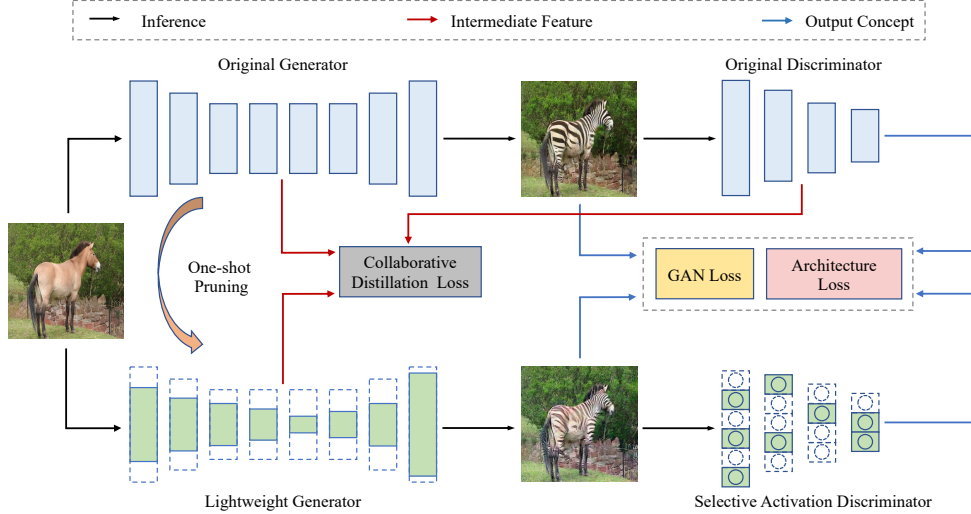 Inference
Intermediate Feature
Output Concept
Original Generator
Original Discriminator
One-shot
Pruning
Collaborative
Distillation Loss
GAN Loss
Architecture
Loss
Lightweight Generator
Selective Activation Discriminator